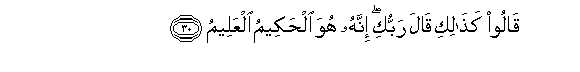 قَالُوا۟ كَذَٰلِكِ قَالَ رَبُّكِ ۖ إِنَّهُۥ هُوَ ٱلْحَكِيمُ ٱلْعَلِيمُ ۝٣٠